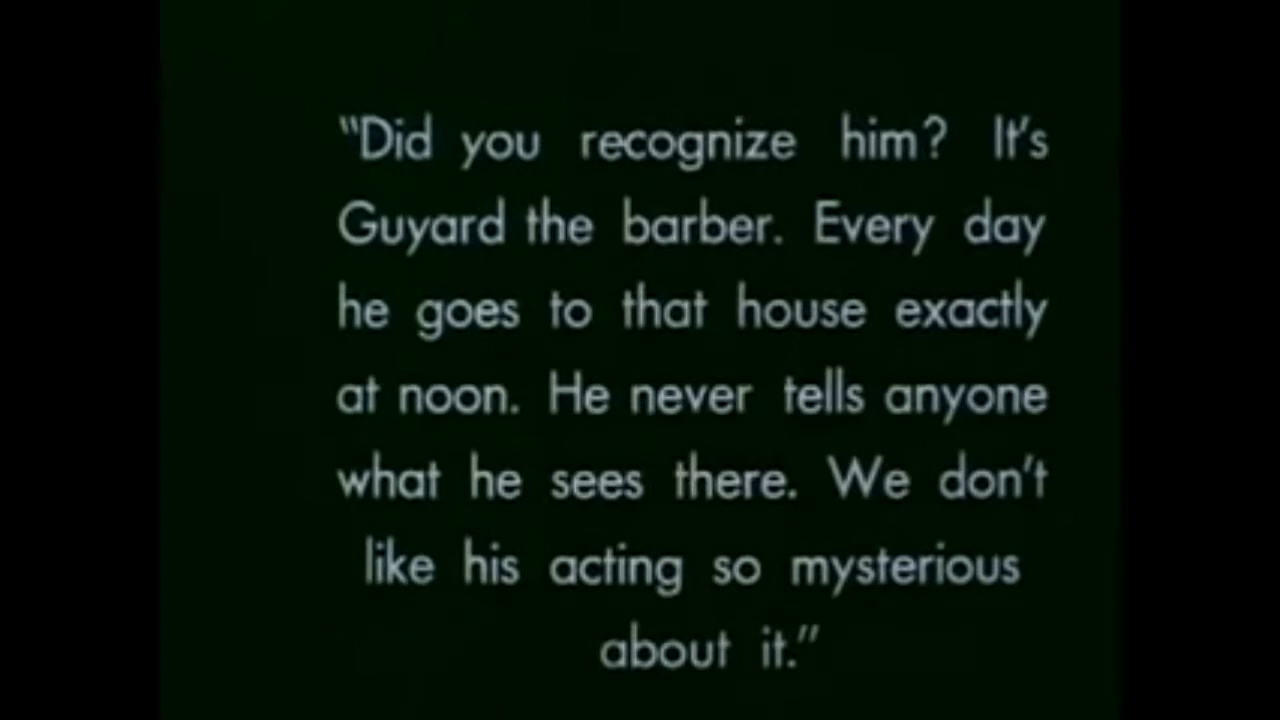 “Did you recognize him? It's
Guyard the barber. Every day
he goes to that house exactly
at noon. He never tells anyone
what he sees there. We don't
like his acting so mysterious
about it.”